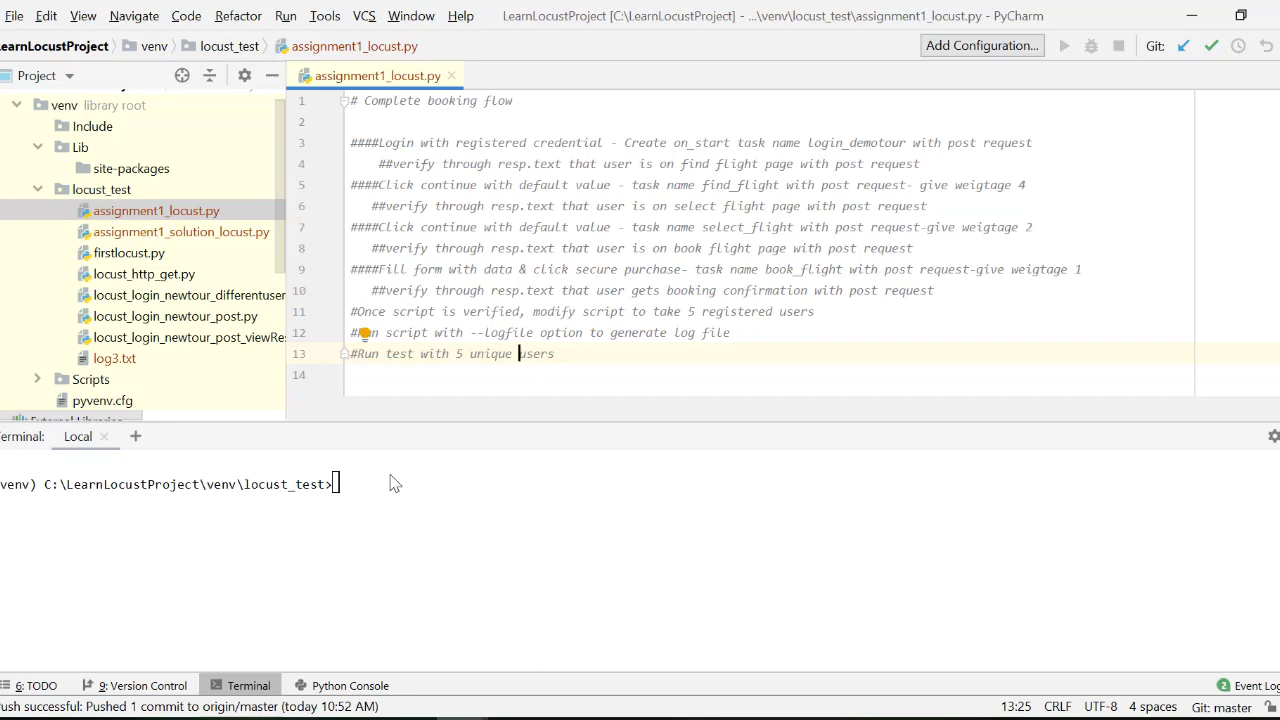 File Edit View Navigate Code Refactor Run Tools VCS Window Help LearnLocustProject [C:\LearnLocustProject] - ...\venv\locust_test\assignment1_locust.py - PyCharm
earnLocustProject venv locust_test assignment1_locust.py Add Configuration... Git:
Project assignment1_locust.py
venv library root
Include
Lib
site-packages
locust_test
assignment1_locust.py
assignment1_solution_locust.py
firstlocust.py
locust_http_get.py
locust_login_newtour_differentuser
locust_login_newtour_post.py
locust_login_newtour_post_viewRes
log3.txt
Scripts
pyvenv.cfg
External Libraries
1 # Complete booking flow
2
3 ####Login with registered credential - Create on_start task name login_demotour with post request
4 ##verify through resp.text that user is on find flight page with post request
5 ####Click continue with default value - task name find_flight with post request- give weigtage 4
6 ##verify through resp.text that user is on select flight page with post request
7 ####Click continue with default value - task name select_flight with post request-give weigtage 2
8 ##verify through resp.text that user is on book flight page with post request
9 ####Fill form with data & click secure purchase- task name book_flight with post request-give weigtage 1
10 ##verify through resp.text that user gets booking confirmation with post request
11 #Once script is verified, modify script to take 5 registered users
12 #Run script with --logfile option to generate log file
13 #Run test with 5 unique users
14
erminal: Local
venv) C:\LearnLocustProject\venv\locust_test>
6: TODO 9: Version Control Terminal Python Console 2 Event Log
ush successful: Pushed 1 commit to origin/master (today 10:52 AM) 13:25 CRLF UTF-8 4 spaces Git: master